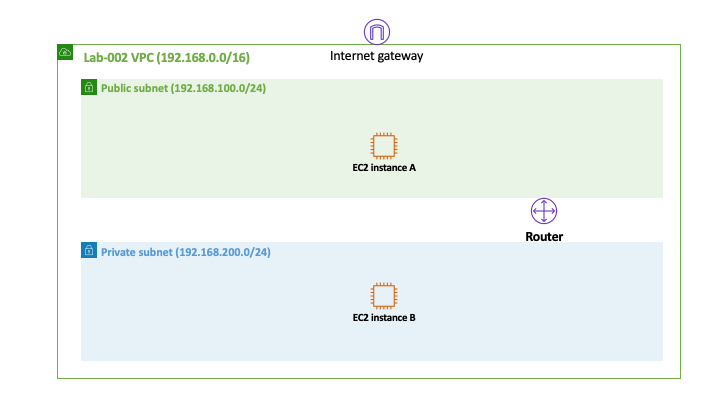 Internet gateway
Lab-002 VPC (192.168.0.0/16)
Public subnet (192.168.100.0/24)
EC2 instance A
Router
Private subnet (192.168.200.0/24)
EC2 instance B